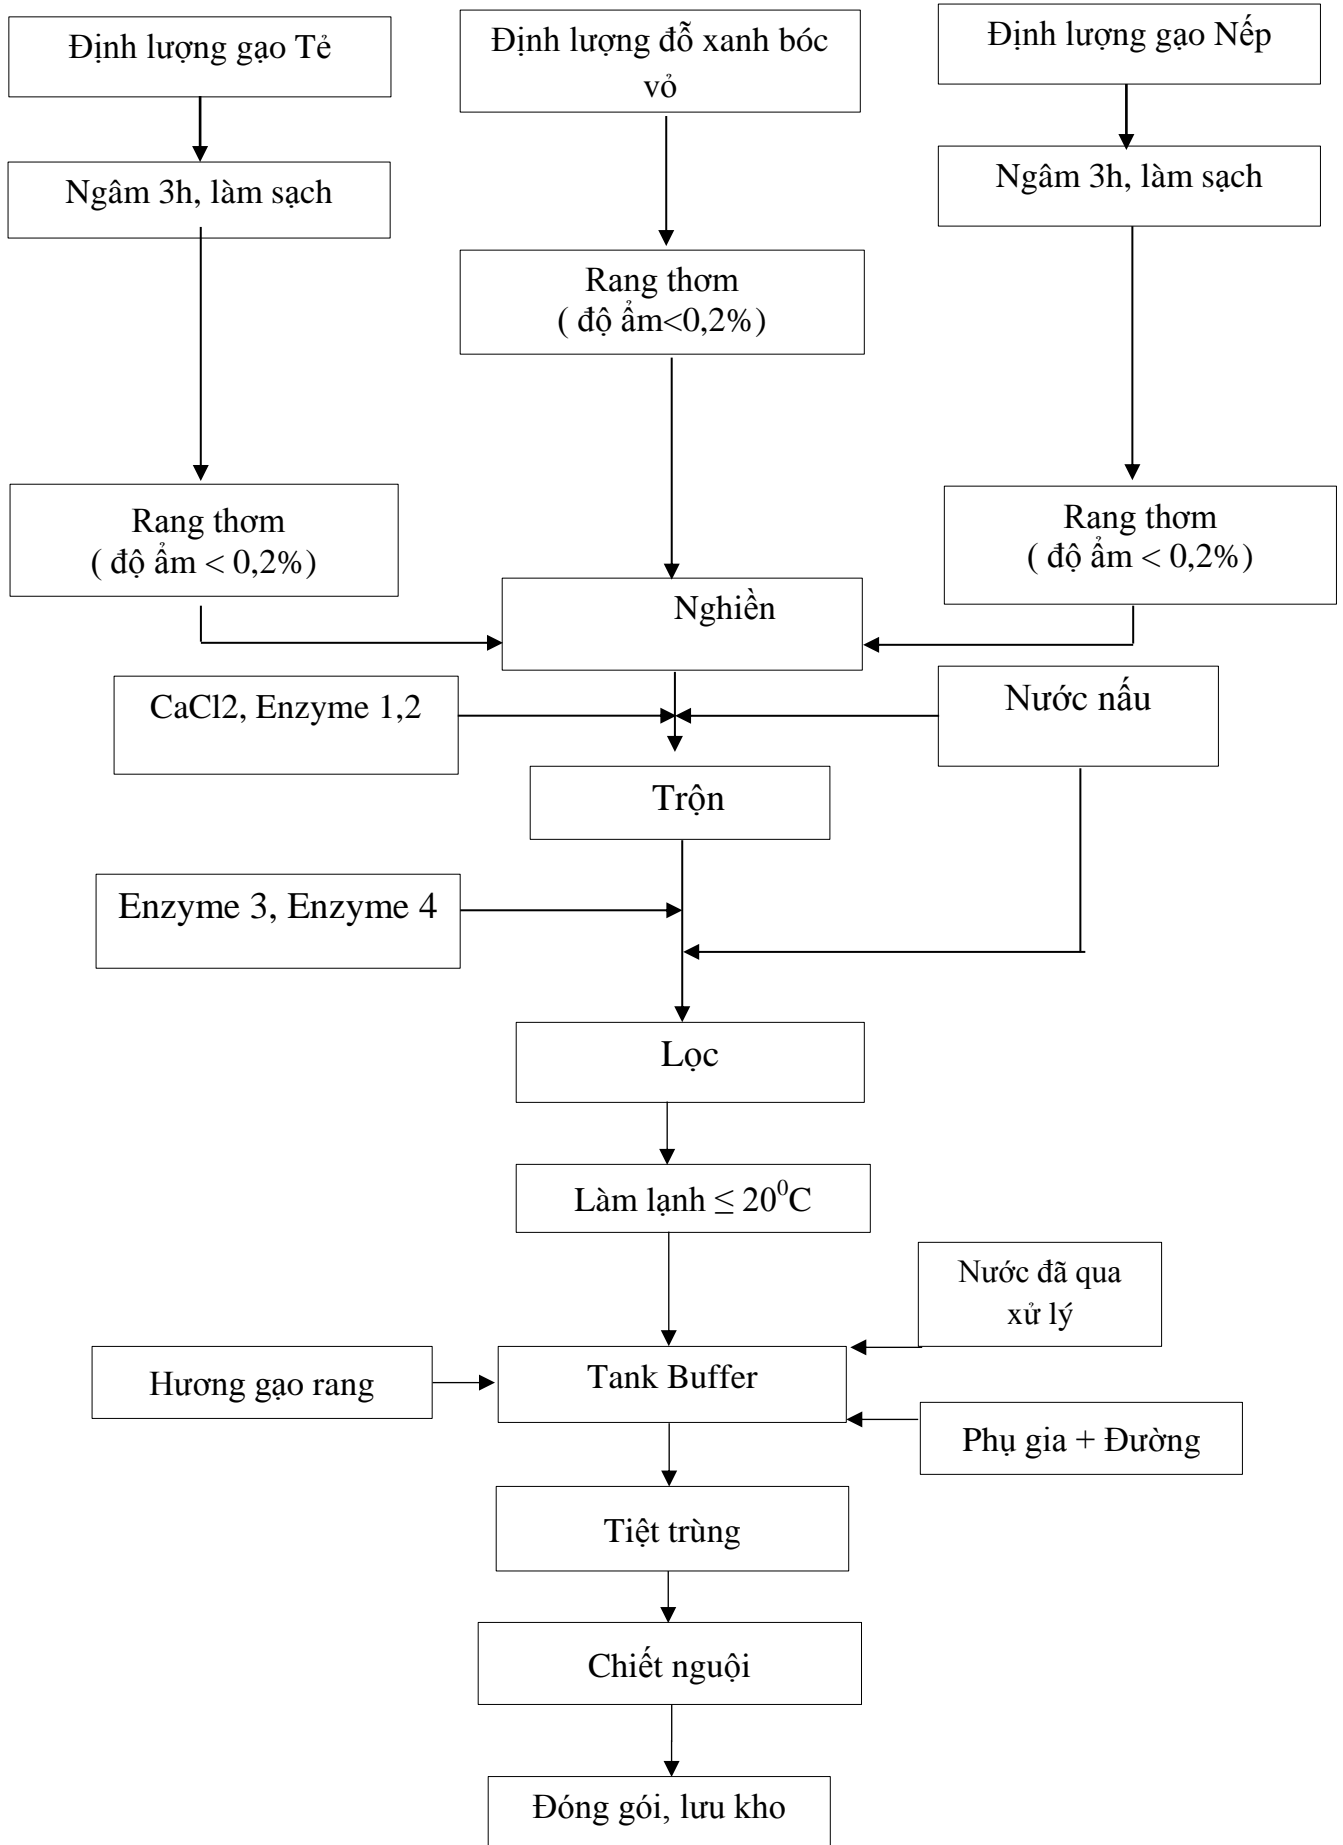 Định lượng gạo Tẻ
Định lượng đỗ xanh bóc
vỏ
Định lượng gạo Nếp
Ngâm 3h, làm sạch
Ngâm 3h, làm sạch
Rang thơm
( độ ẩm<0,2%)
Rang thơm
( độ ẩm < 0,2%)
Rang thơm
( độ ẩm < 0,2%)
Nghiền
CaCl2, Enzyme 1,2
Nước nấu
Trộn
Enzyme 3, Enzyme 4
Lọc
Làm lạnh ≤ 20⁰C
Nước đã qua
xử lý
Hương gạo rang
Tank Buffer
Phụ gia + Đường
Tiệt trùng
Chiết nguội
Đóng gói, lưu kho